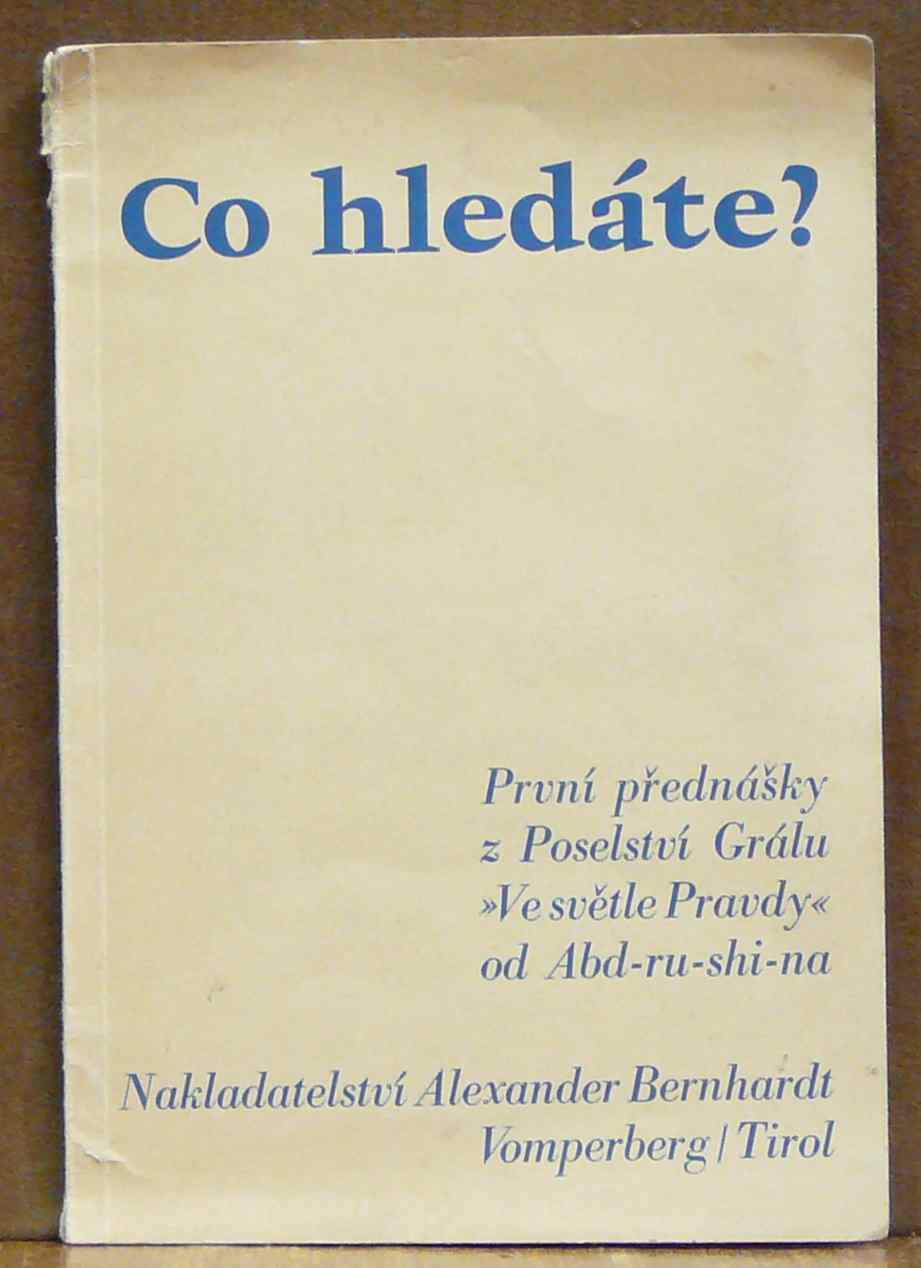 Co hledáte?
První přednášky
z Poselství Grálu
»Ve světle Pravdy«
od Abd-ru-shi-na
Nakladatelství Alexander Bernhardt
Vomperberg / Tirol